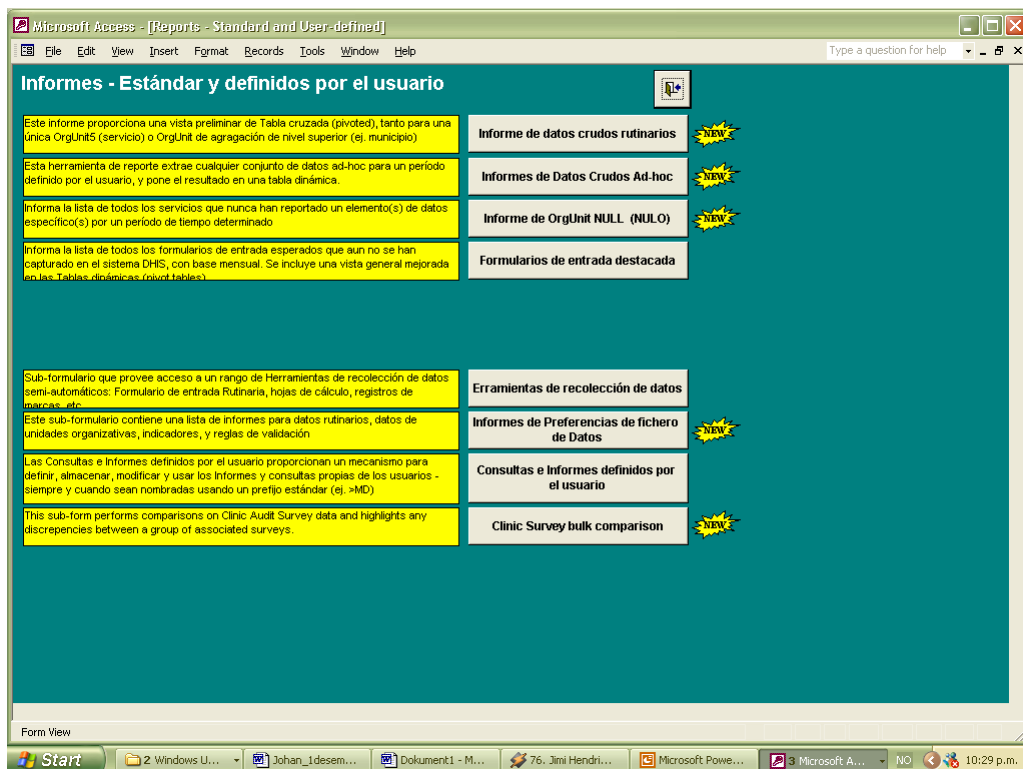 Microsoft Access - [Reports - Standard and User-defined]
File Edit View Insert Format Records Tools Window Help
Type a question for help
Informes - Estándar y definidos por el usuario
Este informe proporciona una vista preliminar de Tabla cruzada (pivoted), tanto para una
única OrgUnit5 (servicio) o OrgUnit de agragación de nivel superior (ej. municipio)
Informe de datos crudos rutinarios
NEW
Esta herramienta de reporte extrae cualquier conjunto de datos ad-hoc para un período
definido por el usuario, y pone el resultado en una tabla dinámica.
Informes de Datos Crudos Ad-hoc
NEW
Informa la lista de todos los servicios que nunca han reportado un elemento(s) de datos
específico(s) por un período de tiempo determinado
Informe de OrgUnit NULL (NULO)
NEW
Informa la lista de todos los formularios de entrada esperados que aun no se han
capturado en el sistema DHIS, con base mensual. Se incluye una vista general mejorada
en las Tablas dinámicas (pivot tables)
Formularios de entrada destacada
Sub-formulario que provee acceso a un rango de Herramientas de recolección de datos
semi-automáticos: Formulario de entrada Rutinaria, hojas de cálculo, registros de
marcas, etc
Erramientas de recolección de datos
Este sub-formulario contiene una lista de informes para datos rutinarios, datos de
unidades organizativas, indicadores, y reglas de validación
Informes de Preferencias de fichero
de Datos
NEW
Las Consultas e Informes definidos por el usuario proporcionan un mecanismo para
definir, almacenar, modificar y usar los Informes y consultas propias de los usuarios -
siempre y cuando sean nombradas usando un prefijo estándar (ej. >MD)
Consultas e Informes definidos por
el usuario
This sub-form performs comparisons on Clinic Audit Survey data and highlights any
discrepencies between a group of associated surveys.
Clinic Survey bulk comparison
NEW
Form View
Start
2 Windows U...
Johan_1desem...
Dokument1 - M...
76. Jimi Hendri...
Microsoft Powe...
3 Microsoft A...
NO
10:29 p.m.